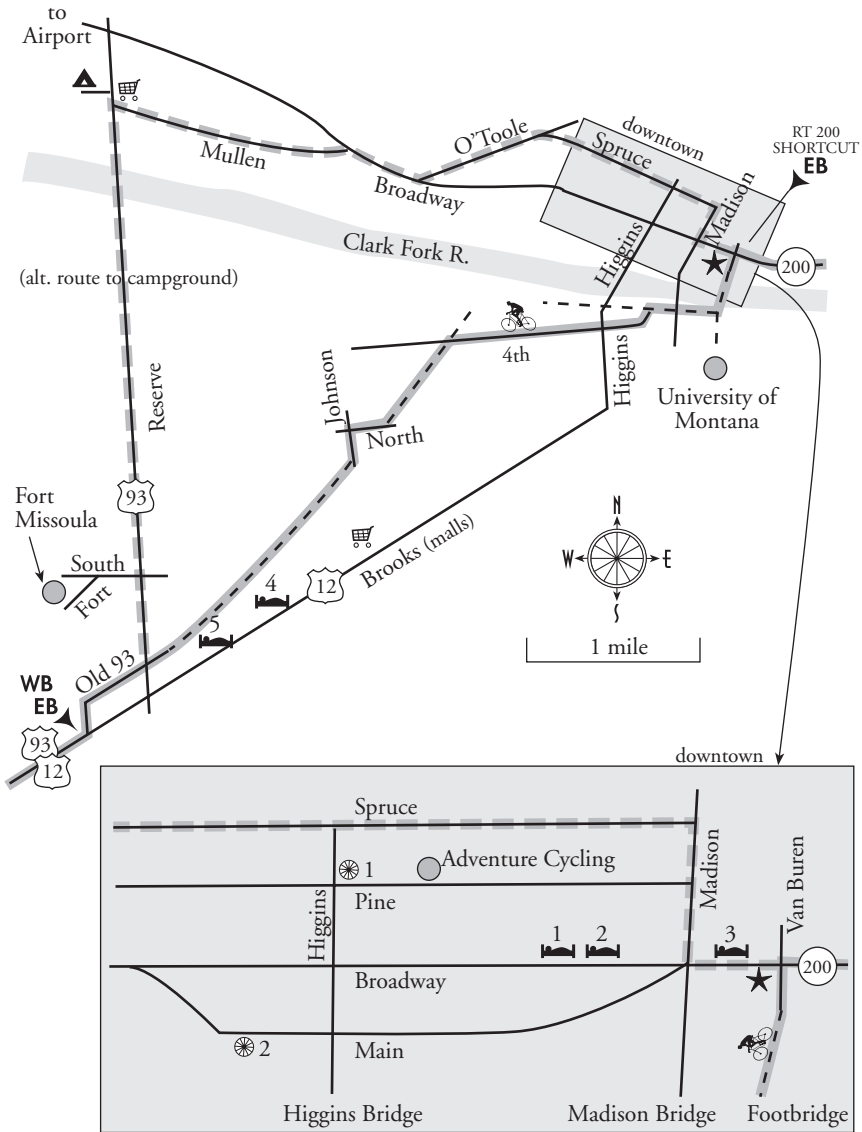 to
Airport
Mullen
O'Toole
Broadway
downtown
Spruce
Madison
RT 200
SHORTCUT
EB
200
Clark Fork R.
Higgins
(alt. route to campground)
Reserve
Johnson
4th
Higgins
University of
Montana
North
93
Fort
Missoula
South
Fort
N
W
E
S
Brooks (malls)
12
4
5
1 mile
Old 93
WB
EB
93
12
downtown
Spruce
1
Adventure Cycling
Pine
Higgins
Madison
Van Buren
1
2
3
Broadway
200
2
Main
Higgins Bridge
Madison Bridge
Footbridge